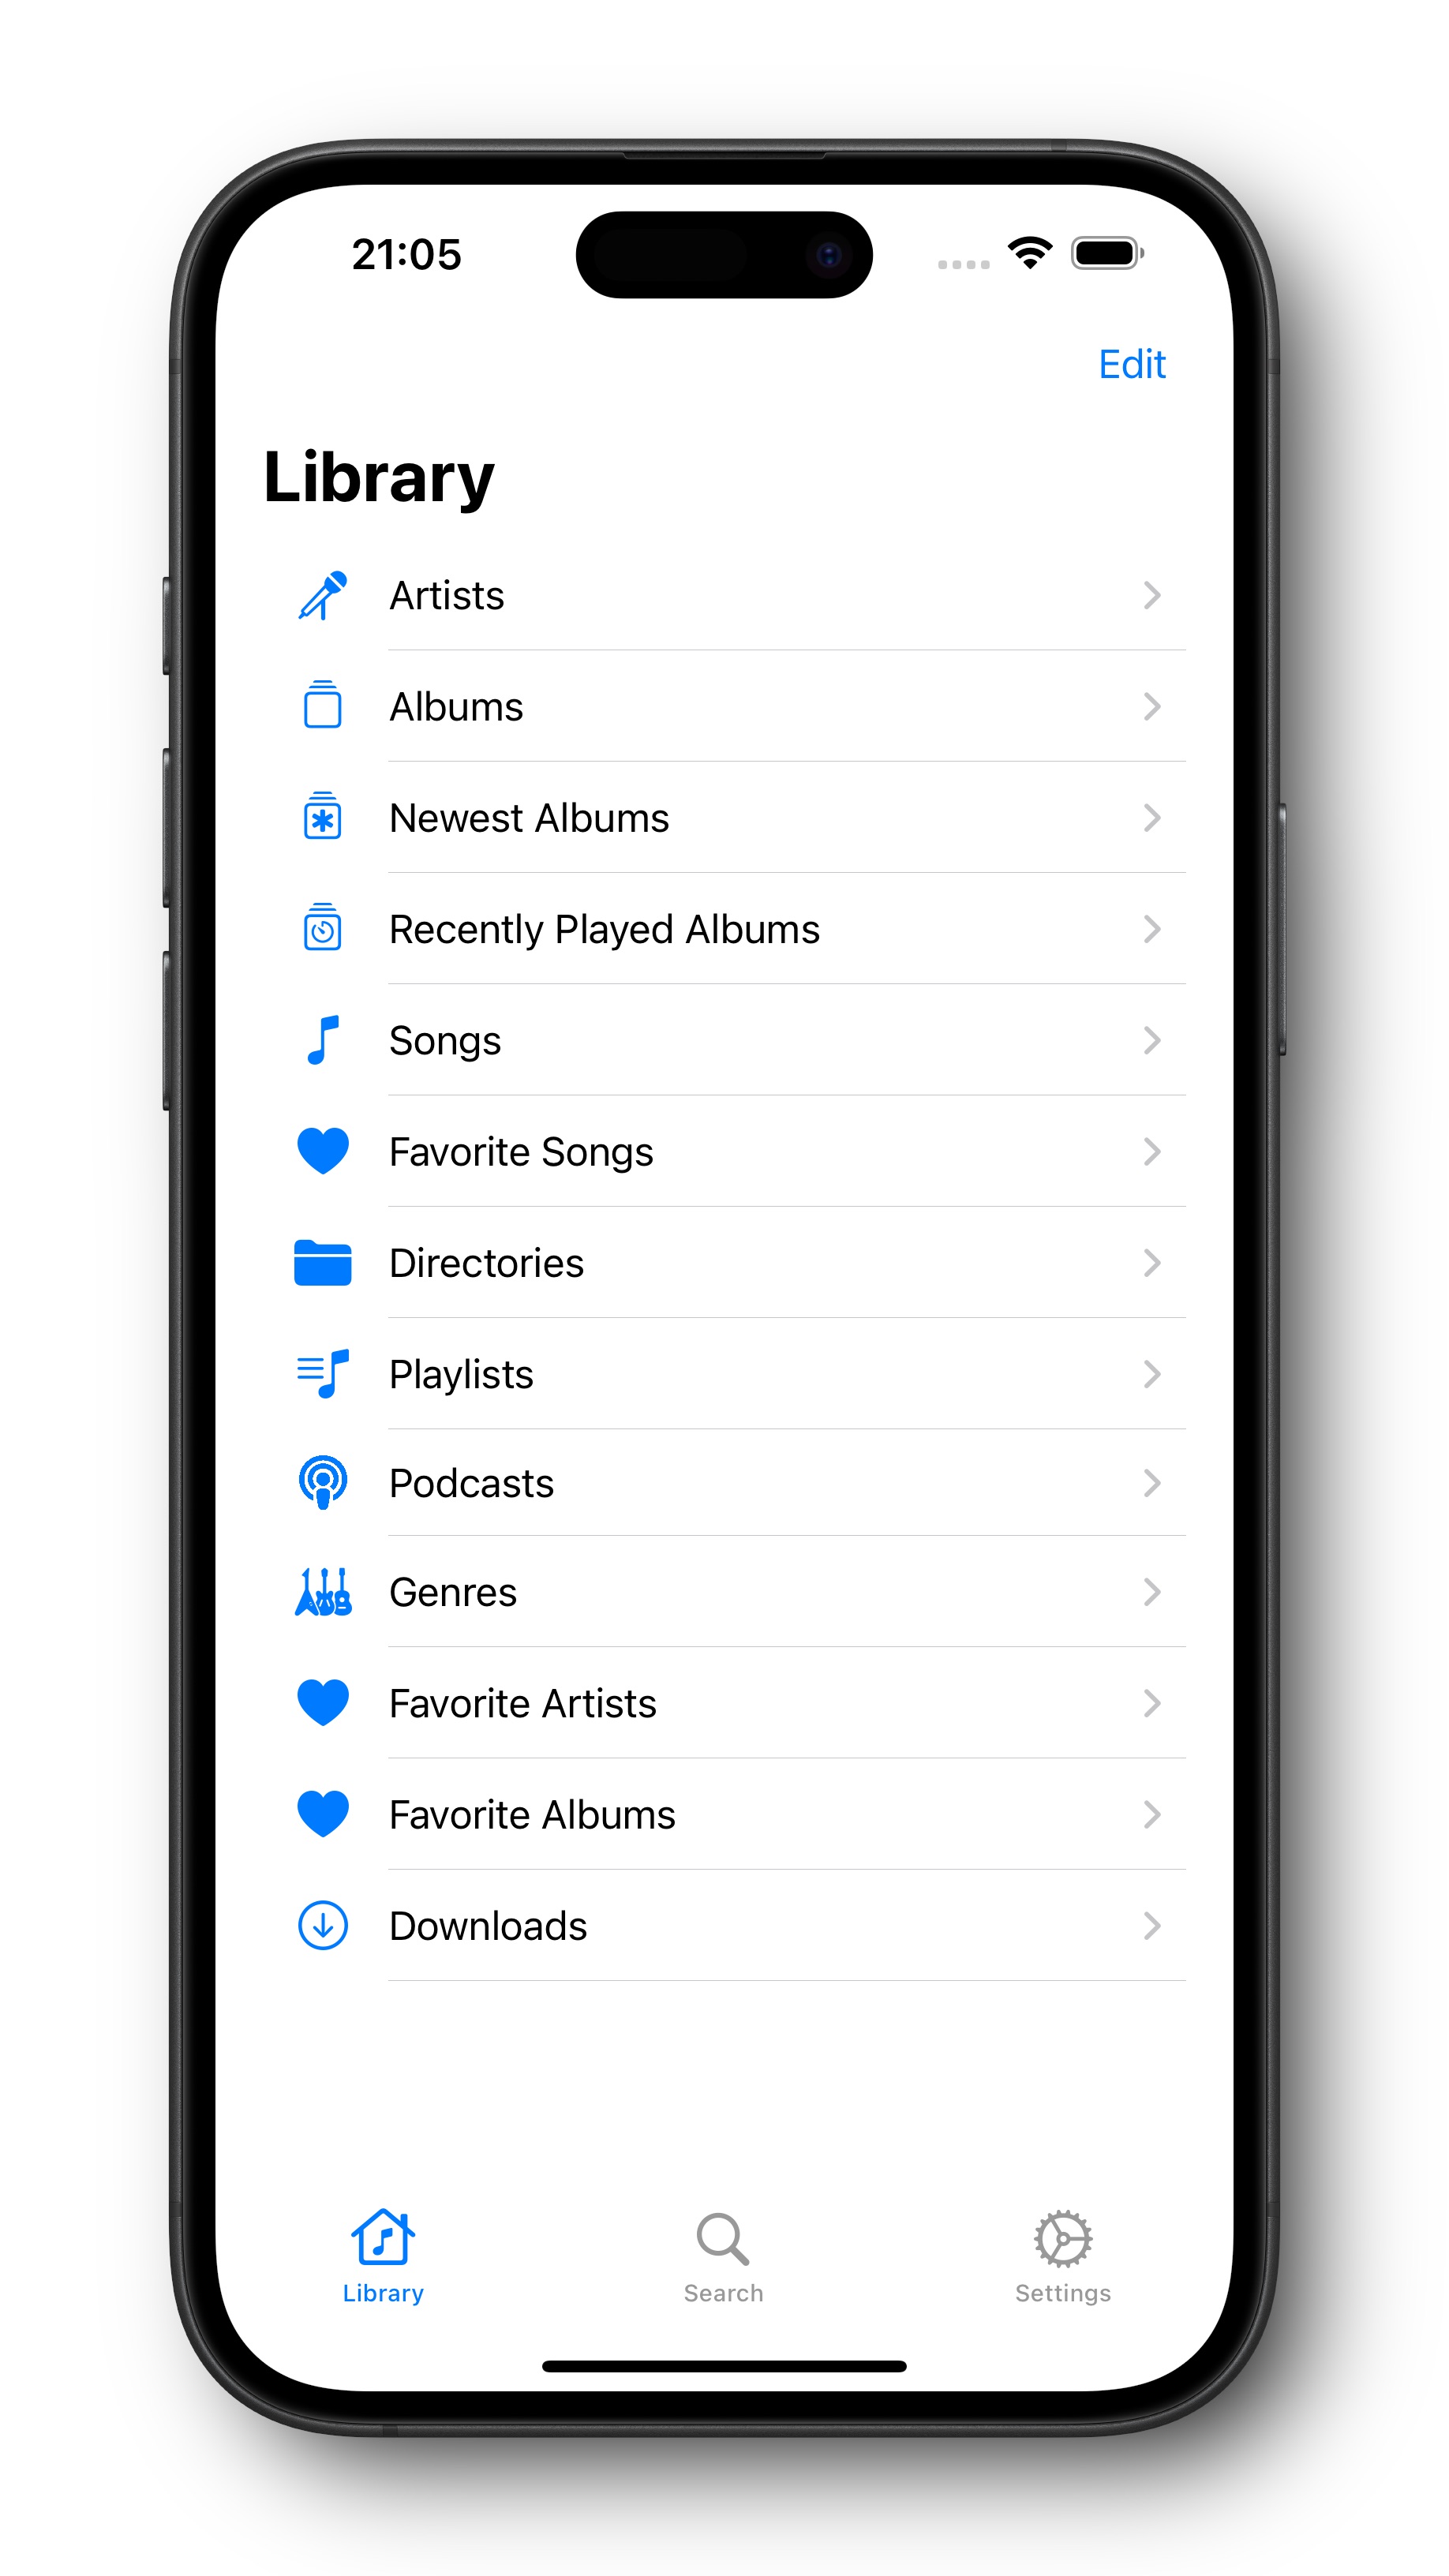 21:05
Edit
Library
Artists
Albums
Newest Albums
Recently Played Albums
Songs
Favorite Songs
Directories
Playlists
Podcasts
Genres
Favorite Artists
Favorite Albums
Downloads
Library Search Settings